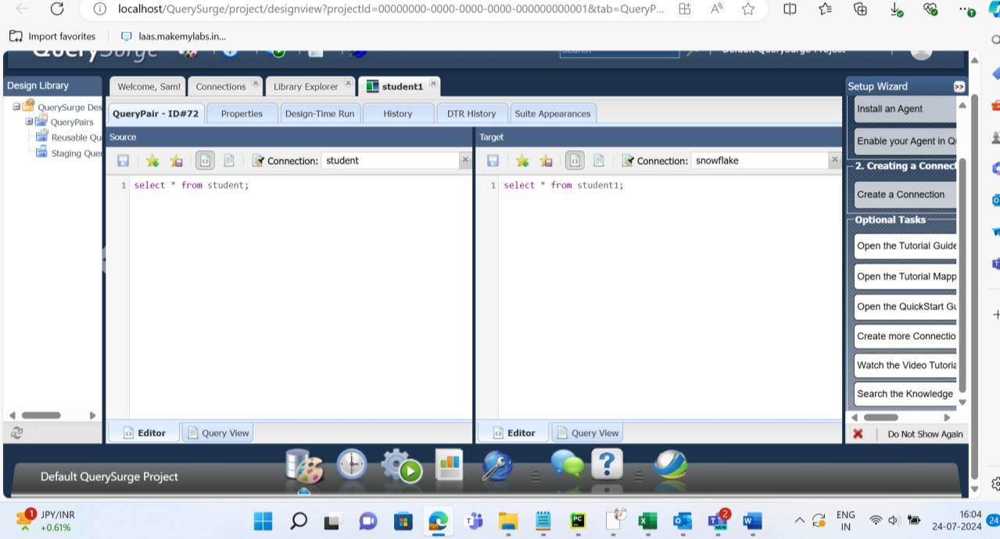 localhost/QuerySurge/project/designview?projectId=00000000-0000-0000-0000-000000000001&tab=QueryP...
Import favorites
laas.makemylabs.in...
QuerySurge
Search
Default QuerySurge Project
Design Library
Welcome, Sam!
Connections
Library Explorer
student1
Setup Wizard
QuerySurge Des
QueryPairs
Reusable Qu
Staging Quer
QueryPair - ID#72
Properties
Design-Time Run
History
DTR History
Suite Appearances
Source
Target
Connection: student
Connection: snowflake
1 select * from student;
1 select * from student1;
Install an Agent
Enable your Agent in Q
2. Creating a Connect
Create a Connection
Optional Tasks
Open the Tutorial Guide
Open the Tutorial Mapp
Open the QuickStart Gu
Create more Connectio
Watch the Video Tutoria
Search the Knowledge
Editor
Query View
Editor
Query View
Do Not Show Again
Default QuerySurge Project
1
JPY/INR
+0.61%
PC
2
NEW
ENG
IN
16:04
24-07-2024
24